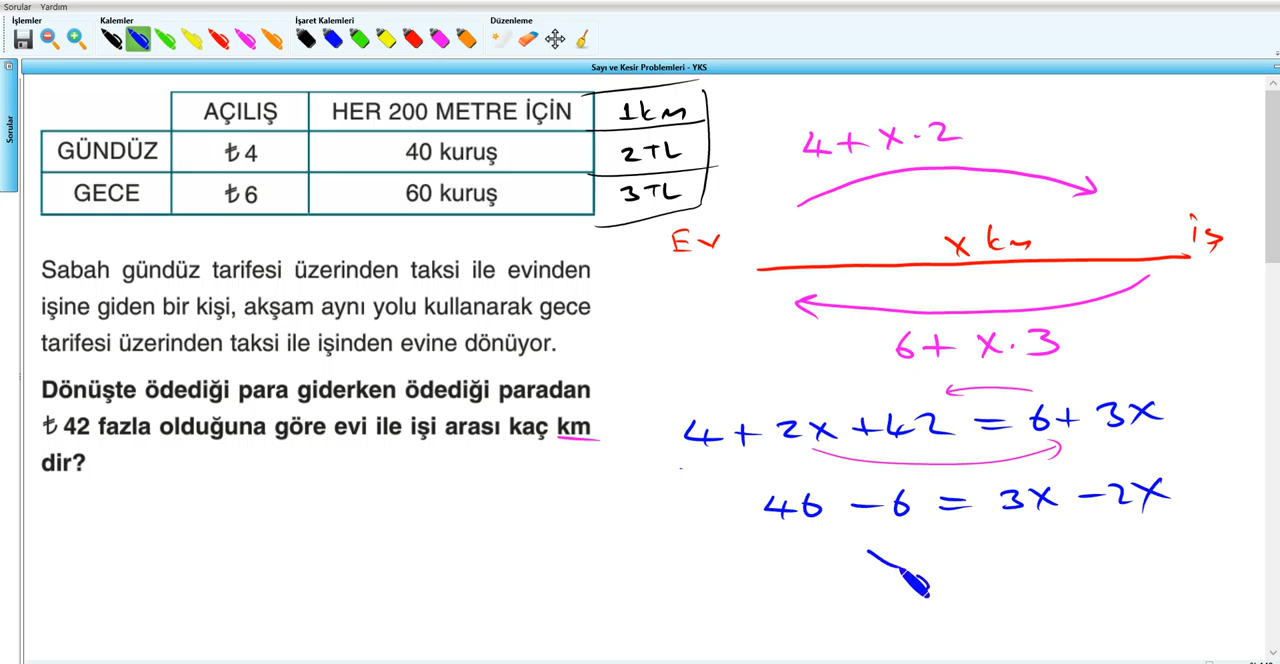 Sorular Yardım
İşlemler Kalemler İşaret Kalemleri Düzenleme
Sayı ve Kesir Problemleri - YKS
Sorular
AÇILIŞ HER 200 METRE İÇİN 1km
GÜNDÜZ ₺4 40 kuruş 2TL
GECE ₺6 60 kuruş 3TL
Sabah gündüz tarifesi üzerinden taksi ile evinden
işine giden bir kişi, akşam aynı yolu kullanarak gece
tarifesi üzerinden taksi ile işinden evine dönüyor.
Dönüşte ödediği para giderken ödediği paradan
₺ 42 fazla olduğuna göre evi ile işi arası kaç km
dir?
4+x.2
Ev x km iş
6+ x.3
4+2x+42 = 6+3x
46 -6 = 3x -2x